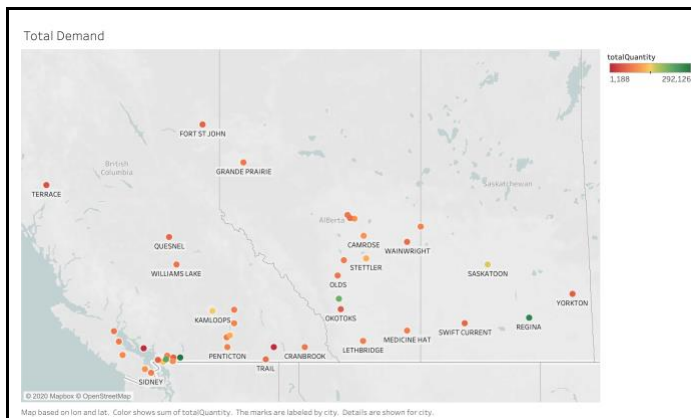 Total Demand
totalQuantity
1,188 292,126
FORT ST JOHN
GRANDE PRAIRIE
British
Columbia
Saskatchewan
TERRACE
Alberta
QUESNEL
CAMROSE
WAINWRIGHT
WILLIAMS LAKE
STETTLER
SASKATOON
OLDS
YORKTON
KAMLOOPS
OKOTOKS
REGINA
SWIFT CURRENT
MEDICINE HAT
LETHBRIDGE
PENTICTON
CRANBROOK
TRAIL
SIDNEY
© 2020 Mapbox © OpenStreetMap
Map based on lon and lat. Color shows sum of totalQuantity. The marks are labeled by city. Details are shown for city.